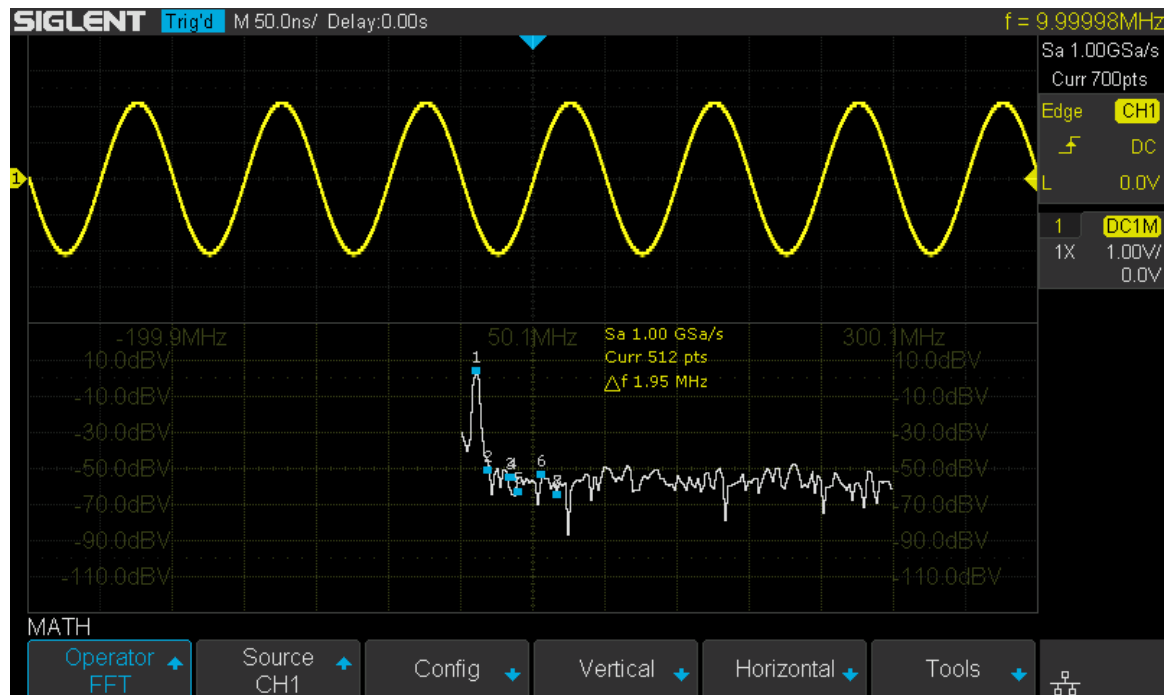 SIGLENT Trig'd M 50.0ns/ Delay:0.00s f = 9.99998MHz
Sa 1.00GSa/s
Curr 700pts
Edge CH1
DC
L 0.0V
1
1 DC1M
1X 1.00V/
0.0V
-199.9MHz 50.1MHz Sa 1.00 GSa/s 300.1MHz
10.0dBV 1 Curr 512 pts 10.0dBV
△f 1.95 MHz
-10.0dBV -10.0dBV
-30.0dBV -30.0dBV
-50.0dBV 2 6 -50.0dBV
-70.0dBV -70.0dBV
-90.0dBV -90.0dBV
-110.0dBV -110.0dBV
MATH
Operator Source Config Vertical Horizontal Tools
FFT CH1